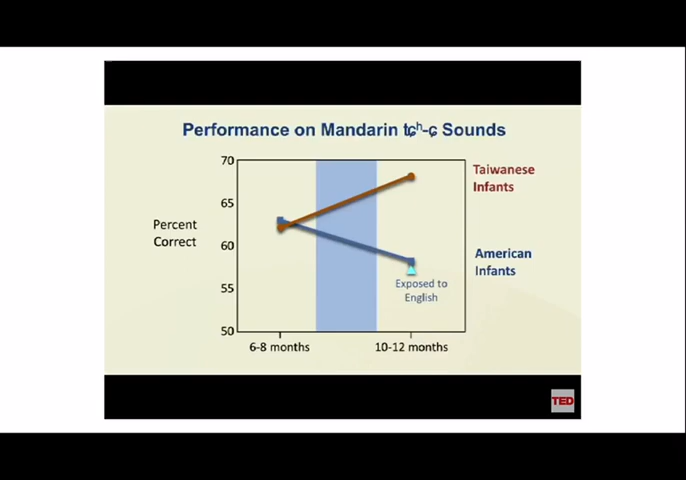 Performance on Mandarin tɕʰ-ɕ Sounds
70
65
60
55
50
Percent
Correct
Taiwanese
Infants
American
Infants
Exposed to
English
6-8 months
10-12 months
TED